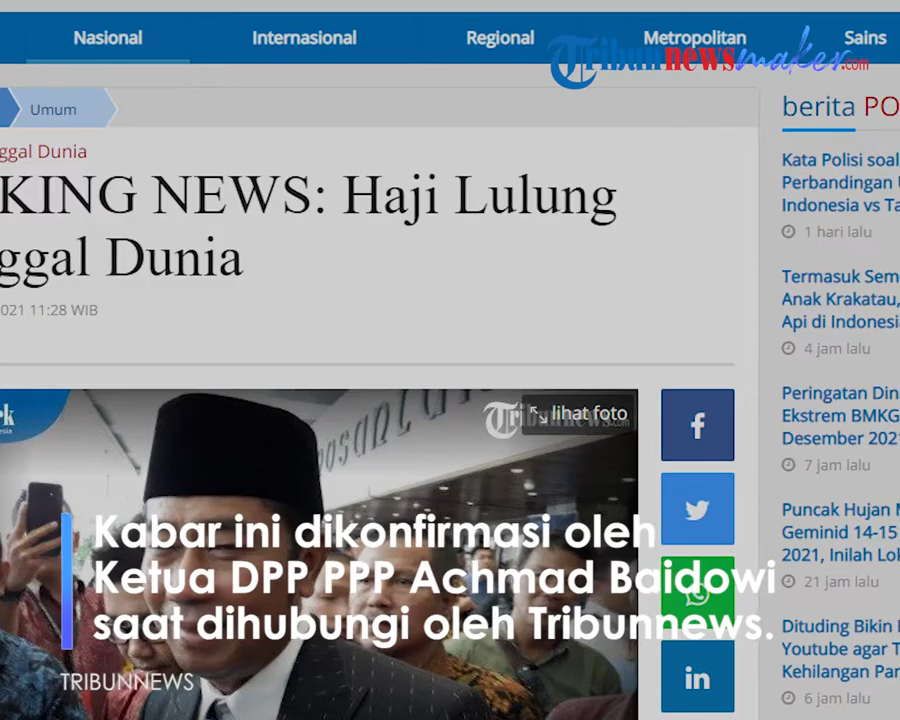 Nasional Internasional Regional Metropolitan Sains
Tribunnewsmaker.com
Umum
ggal Dunia
KING NEWS: Haji Lulung
ggal Dunia
021 11:28 WIB
lihat foto
Kabar ini dikonfirmasi oleh
Ketua DPP PPP Achmad Baidowi
saat dihubungi oleh Tribunnews.
TRIBUNNEWS
berita PO
Kata Polisi soal
Perbandingan
Indonesia vs Ta
1 hari lalu
Termasuk Sem
Anak Krakatau,
Api di Indonesia
4 jam lalu
Peringatan Din
Ekstrem BMKG
Desember 2021
7 jam lalu
Puncak Hujan M
Geminid 14-15
2021, Inilah Lok
21 jam lalu
Dituding Bikin
Youtube agar T
Kehilangan Pan
6 jam lalu